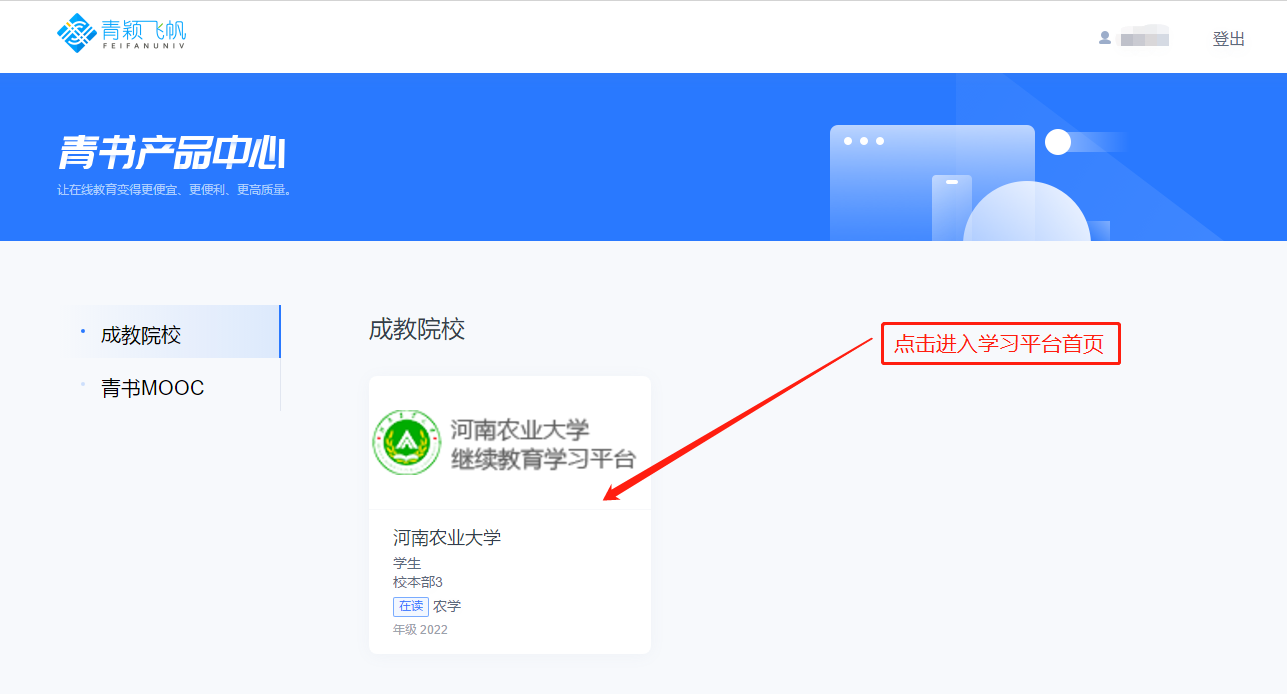 青颖飞帆
FEIFANUNIV
登出
青书产品中心
让在线教育变得更便宜、更便利、更高质量。
成教院校
青书MOOC
成教院校
点击进入学习平台首页
河南农业大学
继续教育学习平台
河南农业大学
学生
校本部3
在读 农学
年级 2022